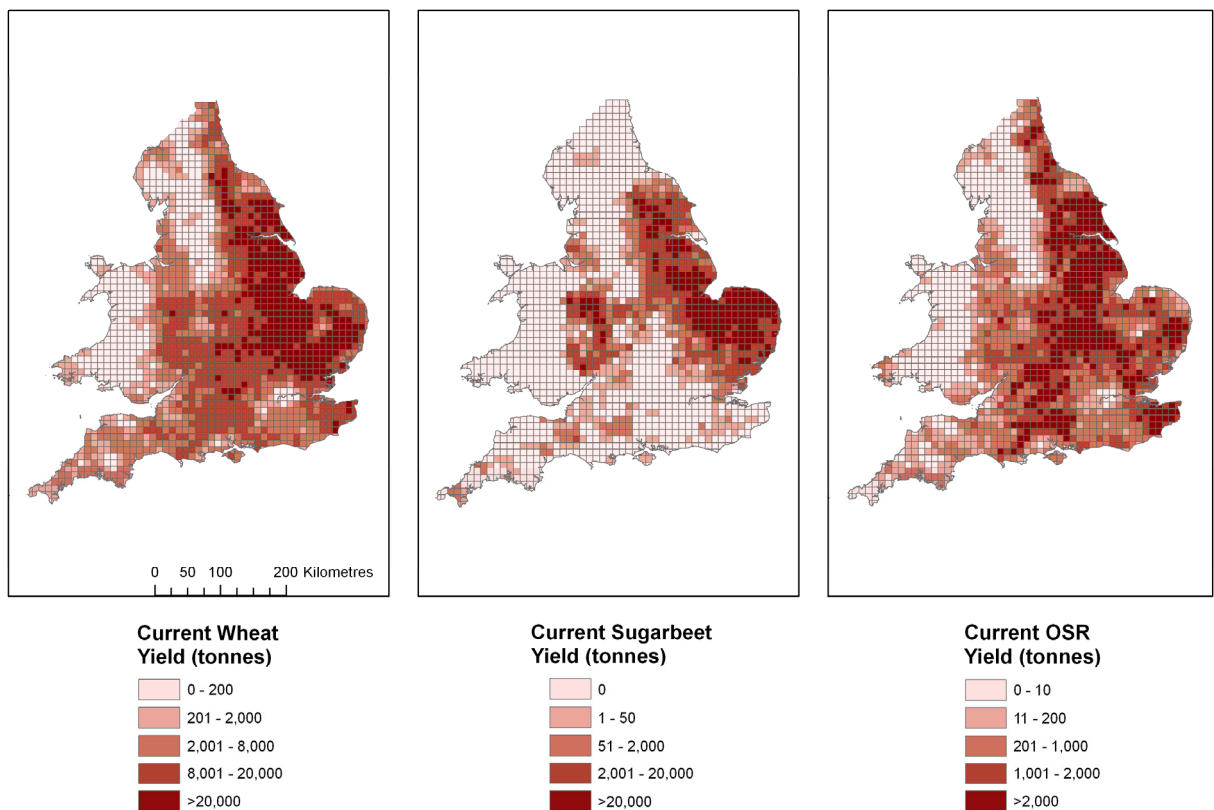 0 50 100 200 Kilometres
Current Wheat
Yield (tonnes)
0 - 200
201 - 2,000
2,001 - 8,000
8,001 - 20,000
>20,000
Current Sugarbeet
Yield (tonnes)
0
1 - 50
51 - 2,000
2,001 - 20,000
>20,000
Current OSR
Yield (tonnes)
0 - 10
11 - 200
201 - 1,000
1,001 - 2,000
>2,000